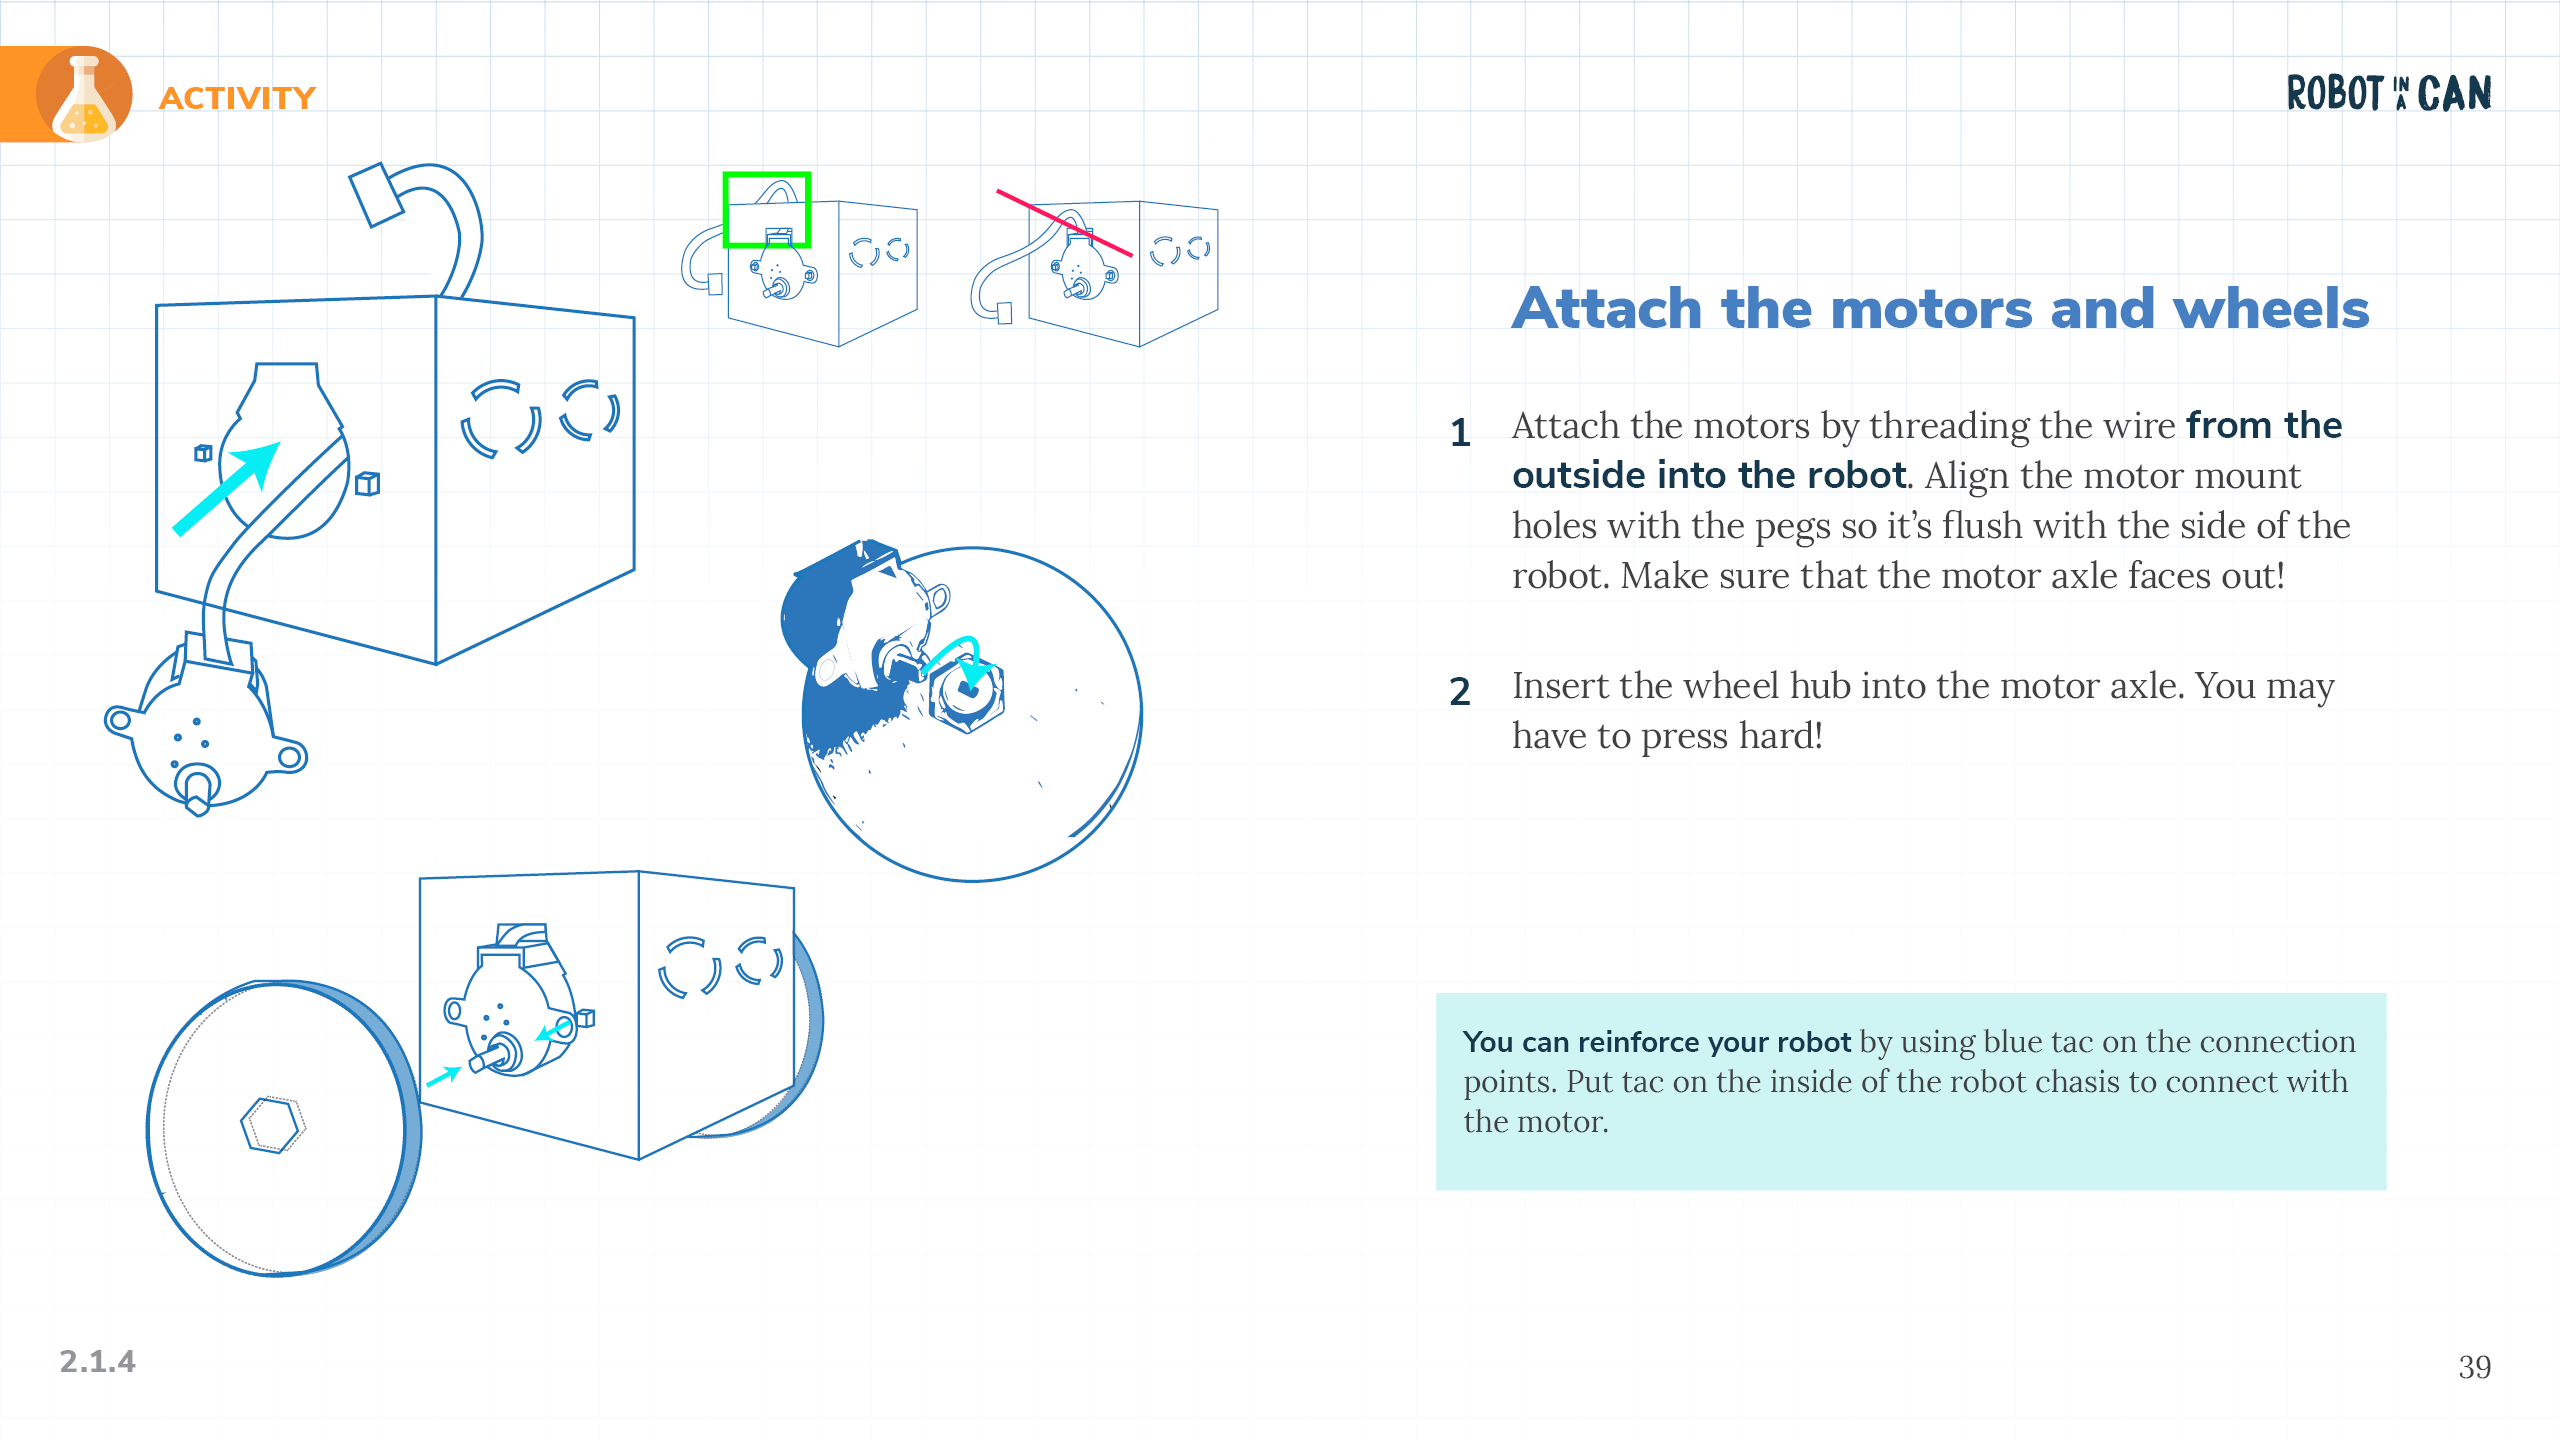 ACTIVITY
ROBOT IN A CAN
Attach the motors and wheels
1 Attach the motors by threading the wire from the
outside into the robot. Align the motor mount
holes with the pegs so it’s flush with the side of the
robot. Make sure that the motor axle faces out!
2 Insert the wheel hub into the motor axle. You may
have to press hard!
You can reinforce your robot by using blue tac on the connection
points. Put tac on the inside of the robot chasis to connect with
the motor.
2.1.4
39